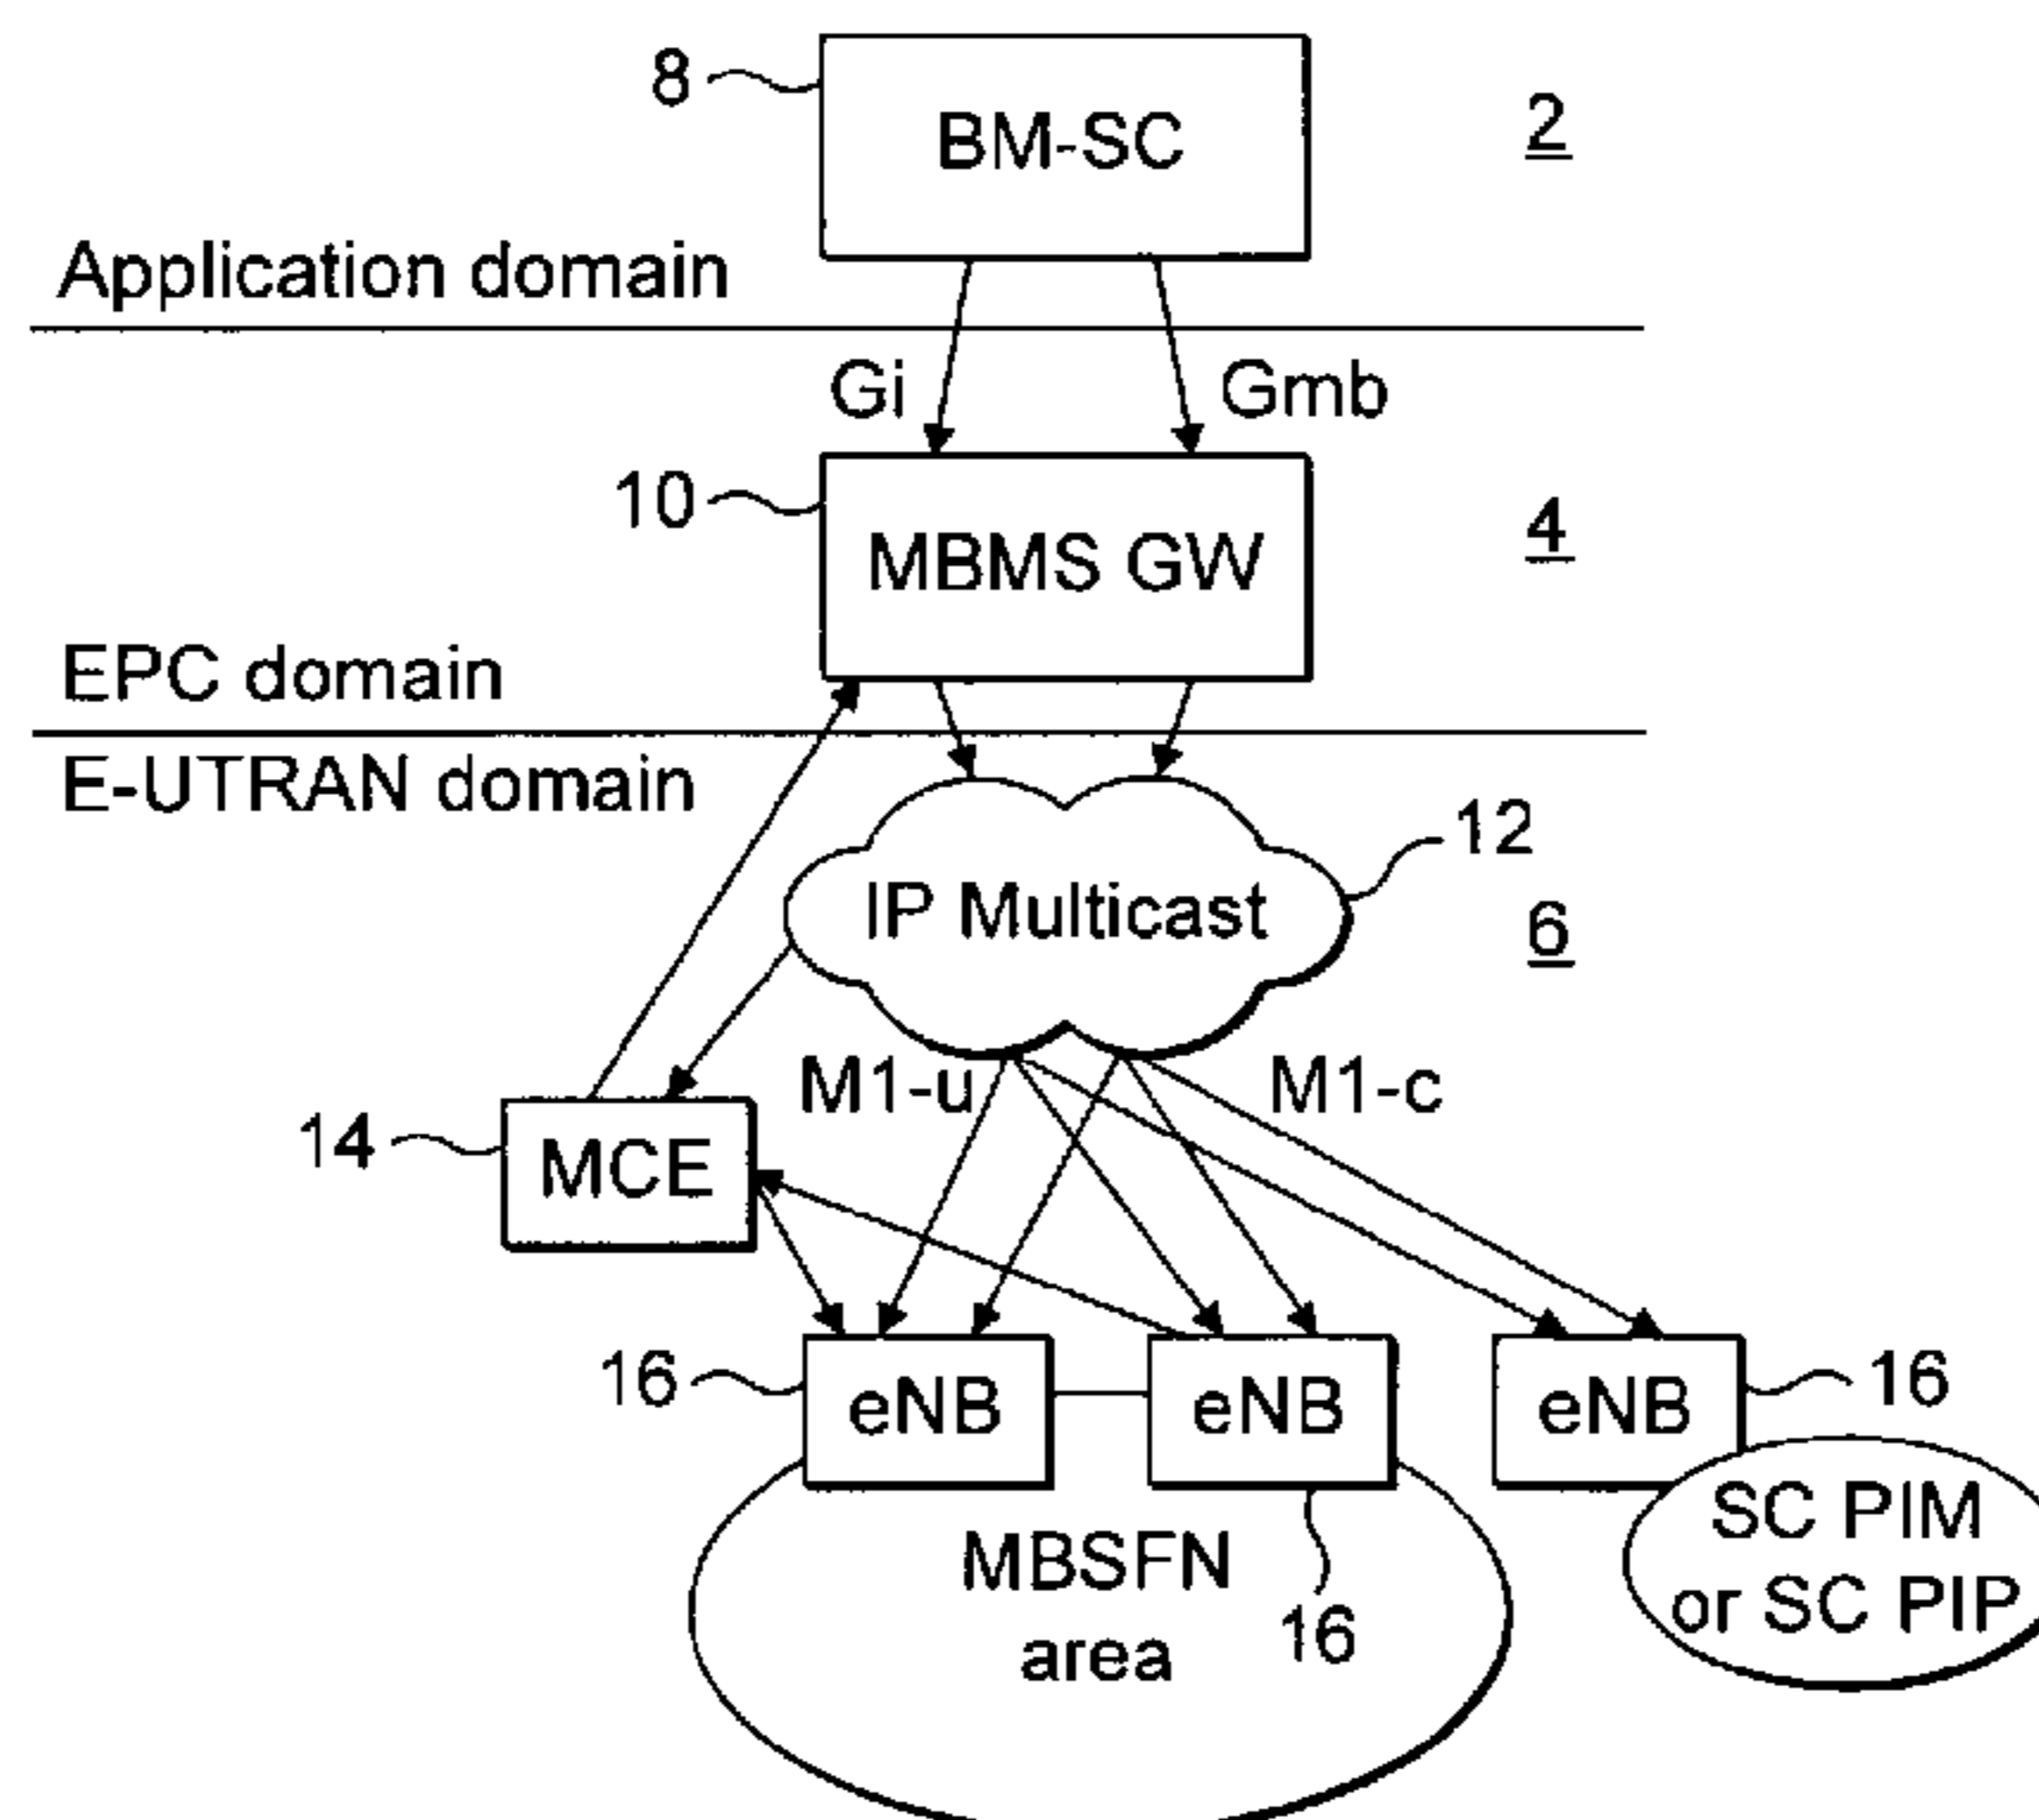 8
BM-SC
2
Application domain
Gi
Gmb
10
MBMS GW
4
EPC domain
E-UTRAN domain
12
IP Multicast
6
M1-u
M1-c
14
MCE
16
eNB
eNB
eNB
16
MBSFN
area
16
SC PIM
or SC PIP